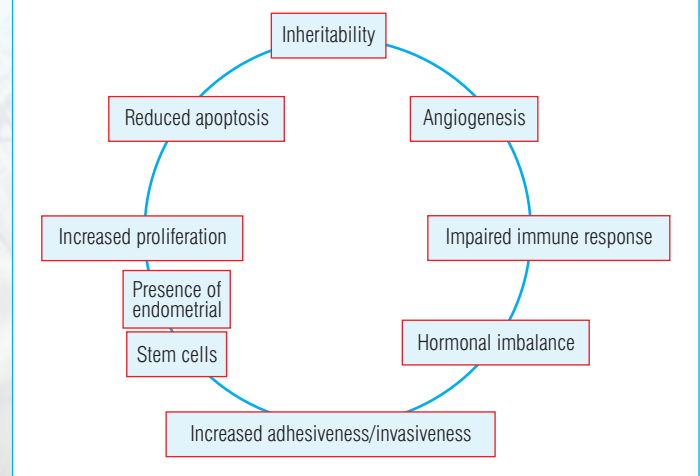 Inheritability
Reduced apoptosis
Angiogenesis
Increased proliferation
Impaired immune response
Presence of
endometrial
Stem cells
Hormonal imbalance
Increased adhesiveness/invasiveness